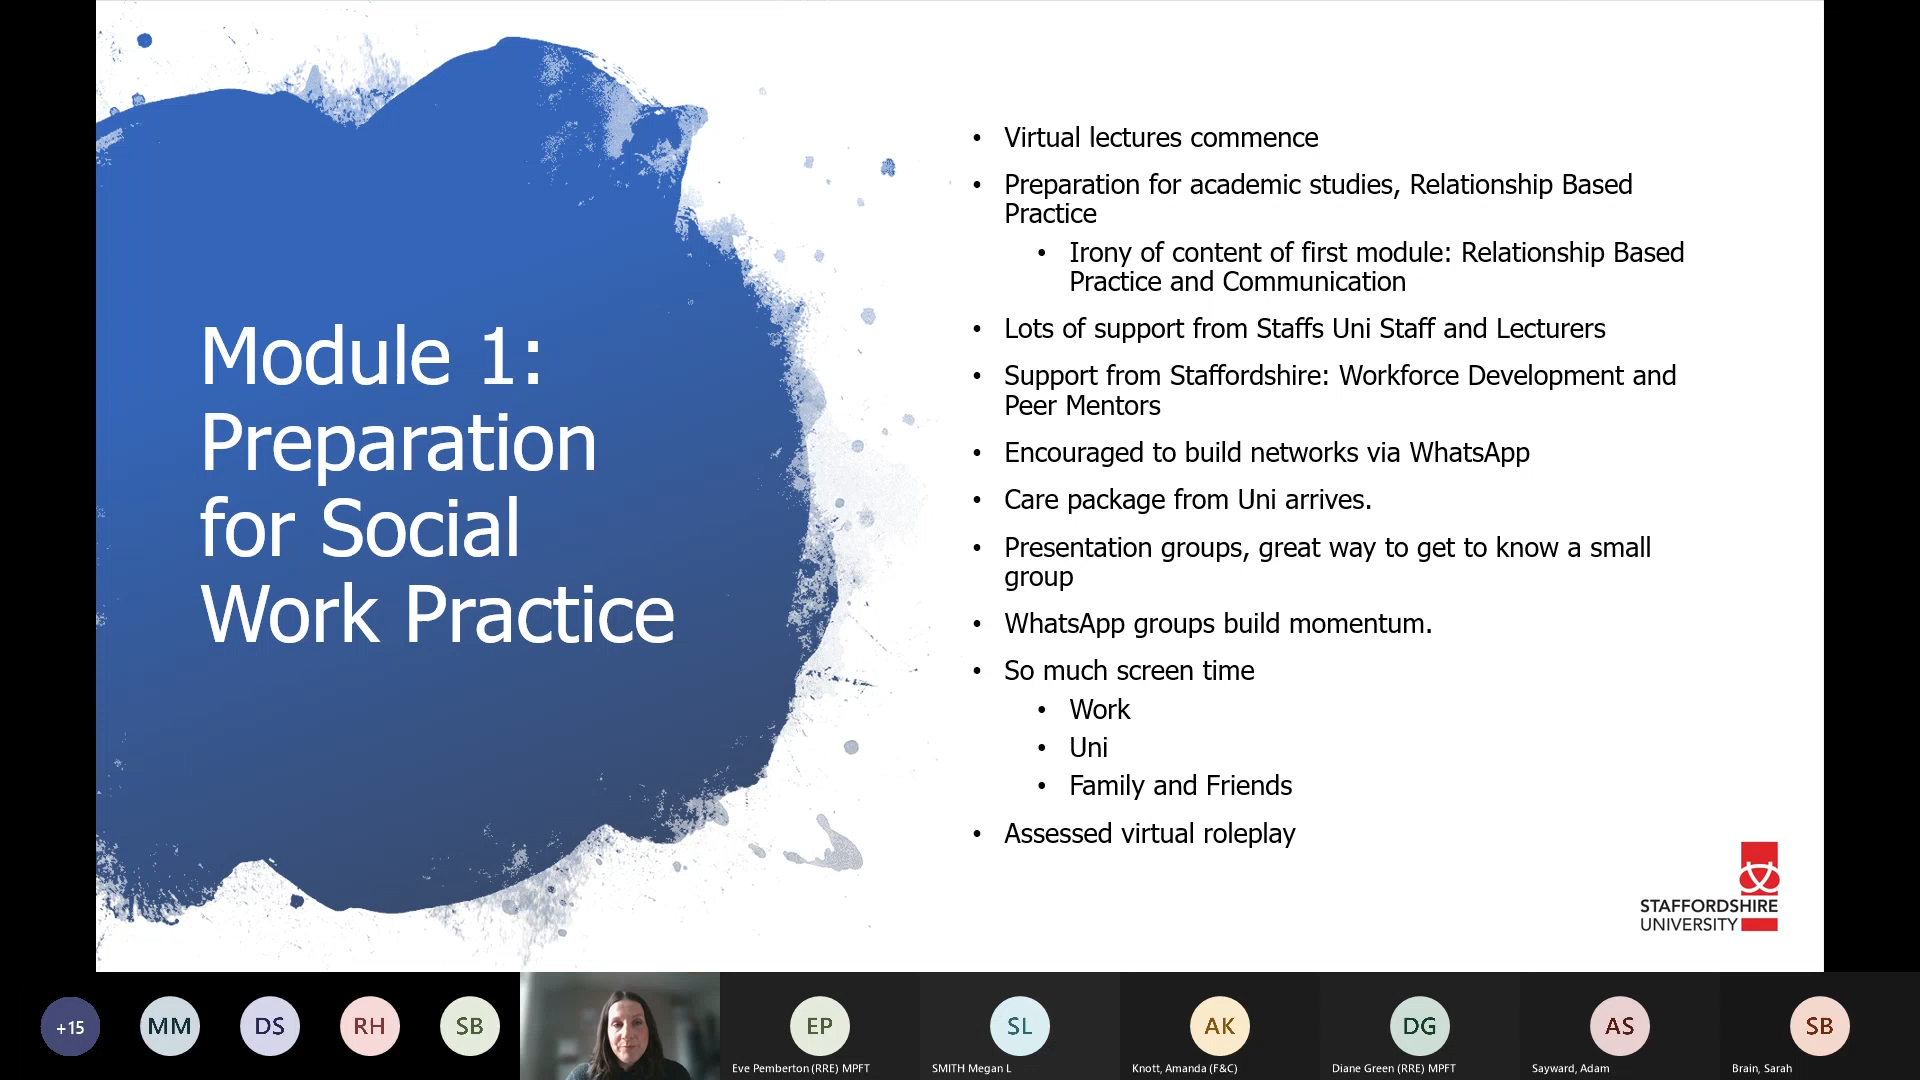 Module 1:
Preparation
for Social
Work Practice
• Virtual lectures commence
• Preparation for academic studies, Relationship Based
Practice
• Irony of content of first module: Relationship Based
Practice and Communication
• Lots of support from Staffs Uni Staff and Lecturers
• Support from Staffordshire: Workforce Development and
Peer Mentors
• Encouraged to build networks via WhatsApp
• Care package from Uni arrives.
• Presentation groups, great way to get to know a small
group
• WhatsApp groups build momentum.
• So much screen time
• Work
• Uni
• Family and Friends
• Assessed virtual roleplay
STAFFORDSHIRE
UNIVERSITY
+15
MM
DS
RH
SB
EP
SL
AK
DG
AS
SB
Eve Pemberton (RRE) MPFT
SMITH Megan L
Knott, Amanda (F&C)
Diane Green (RRE) MPFT
Sayward, Adam
Brain, Sarah